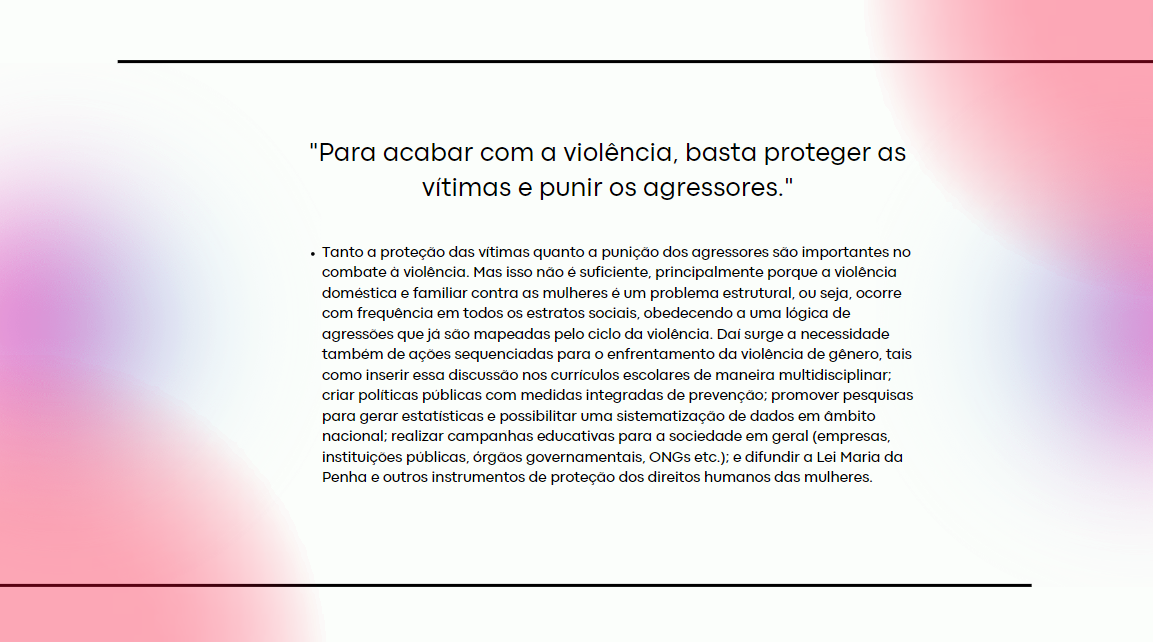 "Para acabar com a violência, basta proteger as
vítimas e punir os agressores."
• Tanto a proteção das vítimas quanto a punição dos agressores são importantes no
combate à violência. Mas isso não é suficiente, principalmente porque a violência
doméstica e familiar contra as mulheres é um problema estrutural, ou seja, ocorre
com frequência em todos os estratos sociais, obedecendo a uma lógica de
agressões que já são mapeadas pelo ciclo da violência. Daí surge a necessidade
também de ações sequenciadas para o enfrentamento da violência de gênero, tais
como inserir essa discussão nos currículos escolares de maneira multidisciplinar;
criar políticas públicas com medidas integradas de prevenção; promover pesquisas
para gerar estatísticas e possibilitar uma sistematização de dados em âmbito
nacional; realizar campanhas educativas para a sociedade em geral (empresas,
instituições públicas, órgãos governamentais, ONGs etc.); e difundir a Lei Maria da
Penha e outros instrumentos de proteção dos direitos humanos das mulheres.